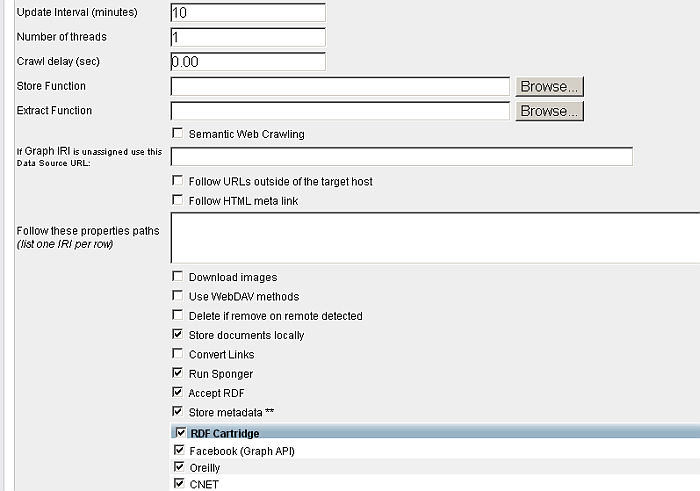 Update Interval (minutes) 10
Number of threads 1
Crawl delay (sec) 0.00
Store Function Browse...
Extract Function Browse...
Semantic Web Crawling
If Graph IRI is unassigned use this
Data Source URL:
Follow URLs outside of the target host
Follow HTML meta link
Follow these properties paths
(list one IRI per row)
Download images
Use WebDAV methods
Delete if remove on remote detected
Store documents locally
Convert Links
Run Sponger
Accept RDF
Store metadata **
RDF Cartridge
Facebook (Graph API)
Oreilly
CNET